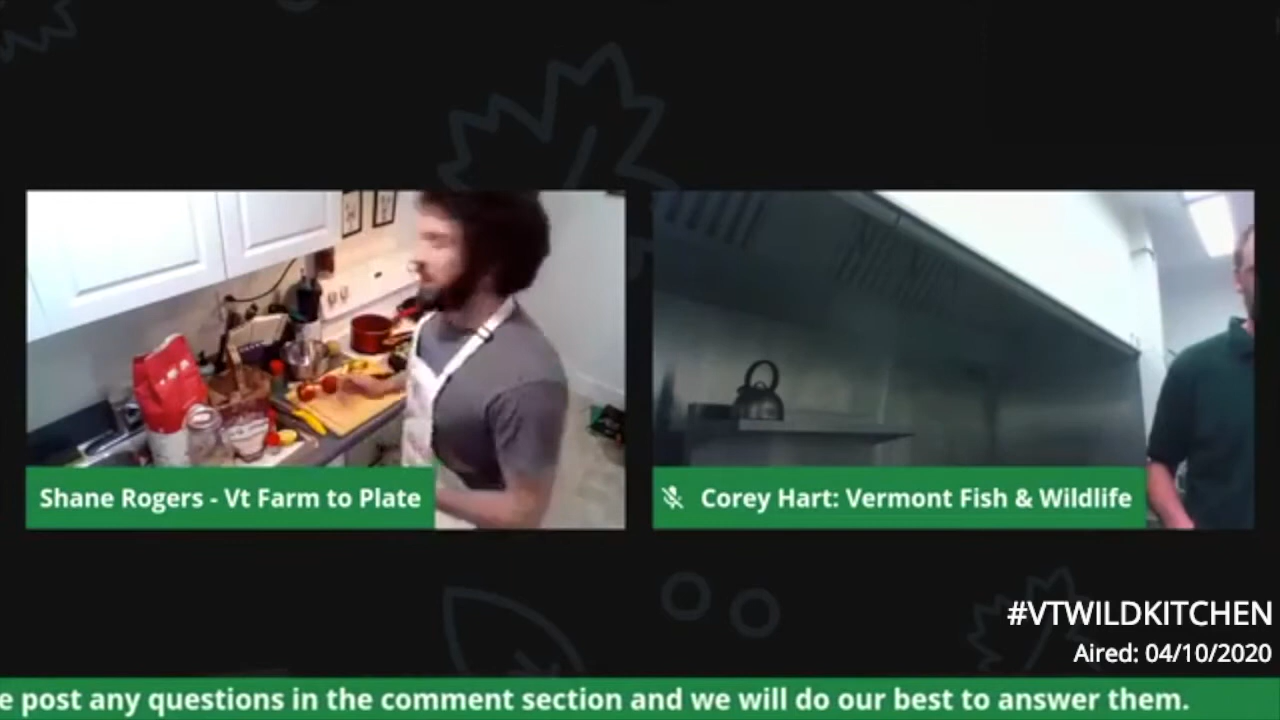 Shane Rogers - Vt Farm to Plate
Corey Hart: Vermont Fish & Wildlife
#VTWILDKITCHEN
Aired: 04/10/2020
e post any questions in the comment section and we will do our best to answer them.